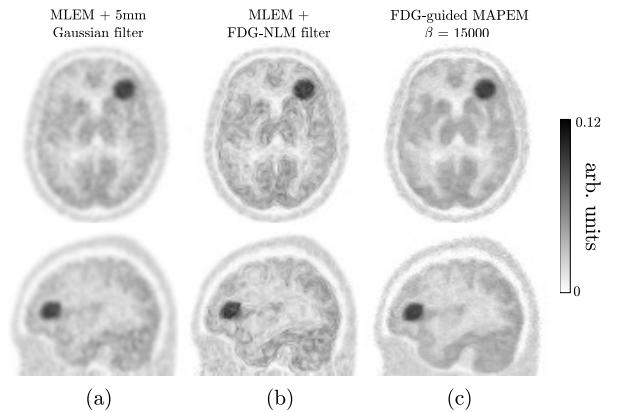 MLEM + 5mm
Gaussian filter
MLEM +
FDG-NLM filter
FDG-guided MAPEM
β = 15000
0.12
arb. units
0
(a)
(b)
(c)